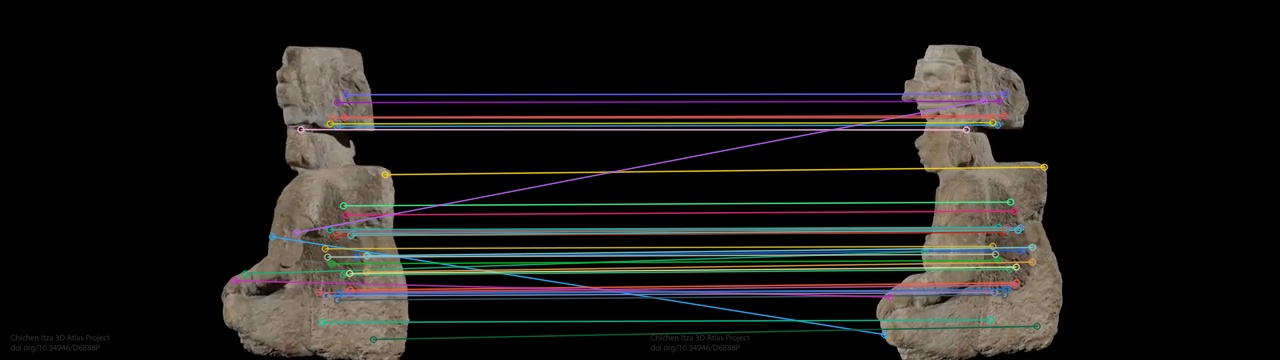 Chichen Itza 3D Atlas Project
doi.org/10.34946/D6B88P
Chichen Itza 3D Atlas Project
doi.org/10.34946/D6B88P